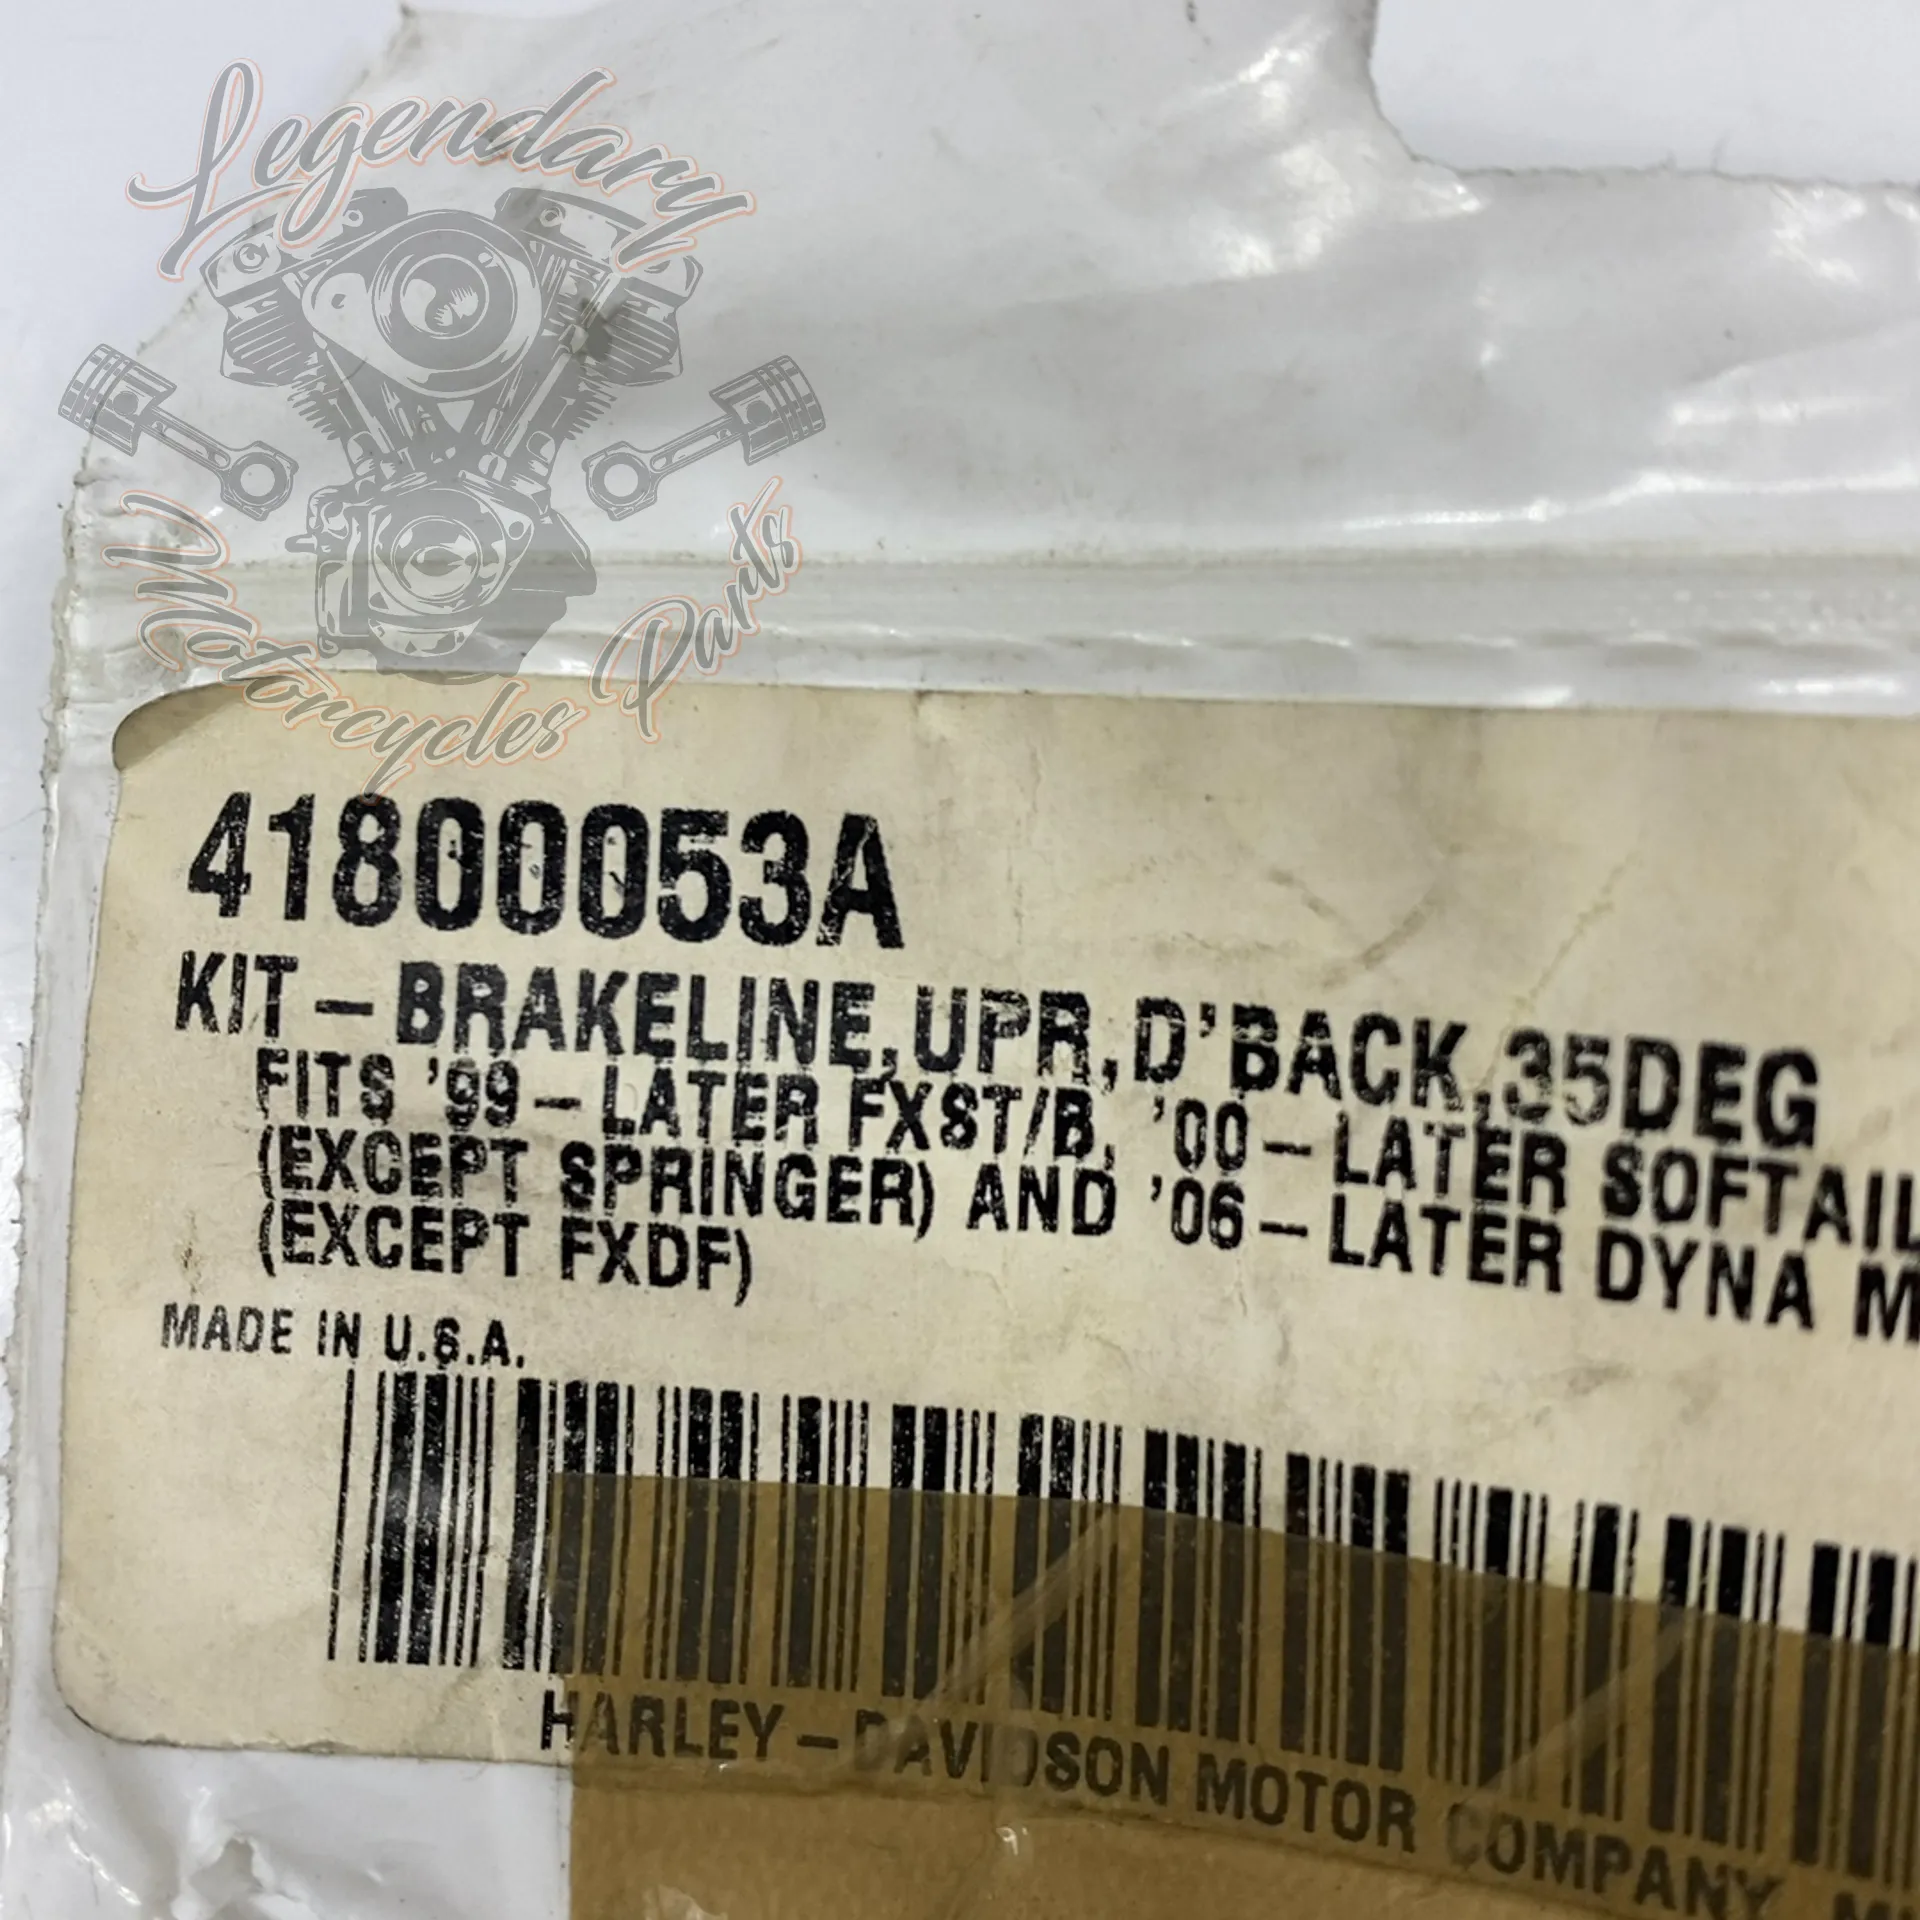 Legendary
Motorcycles Parts
41800053A
KIT-BRAKELINE,UPR,D'BACK,35DEG
FITS '99-LATER FXST/B, '00-LATER SOFTAIL
(EXCEPT SPRINGER) AND '06-LATER DYNA
(EXCEPT FXDF)
MADE IN U.S.A.
HARLEY-DAVIDSON MOTOR COMPANY